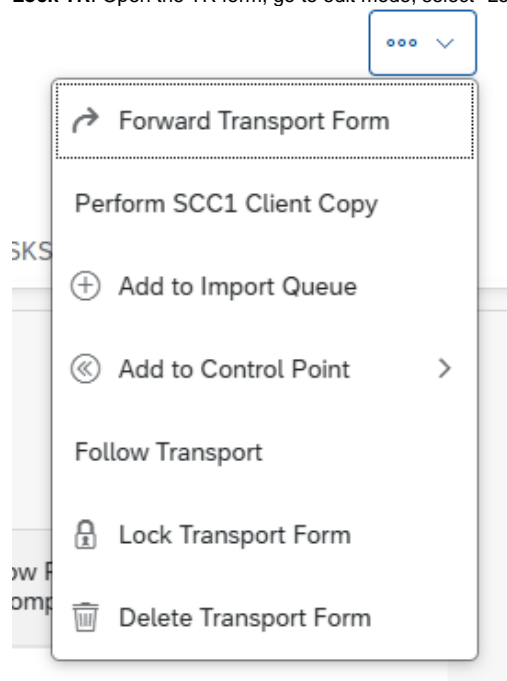 Forward Transport Form
Perform SCC1 Client Copy
SKS
Add to Import Queue
Add to Control Point
Follow Transport
Lock Transport Form
Delete Transport Form